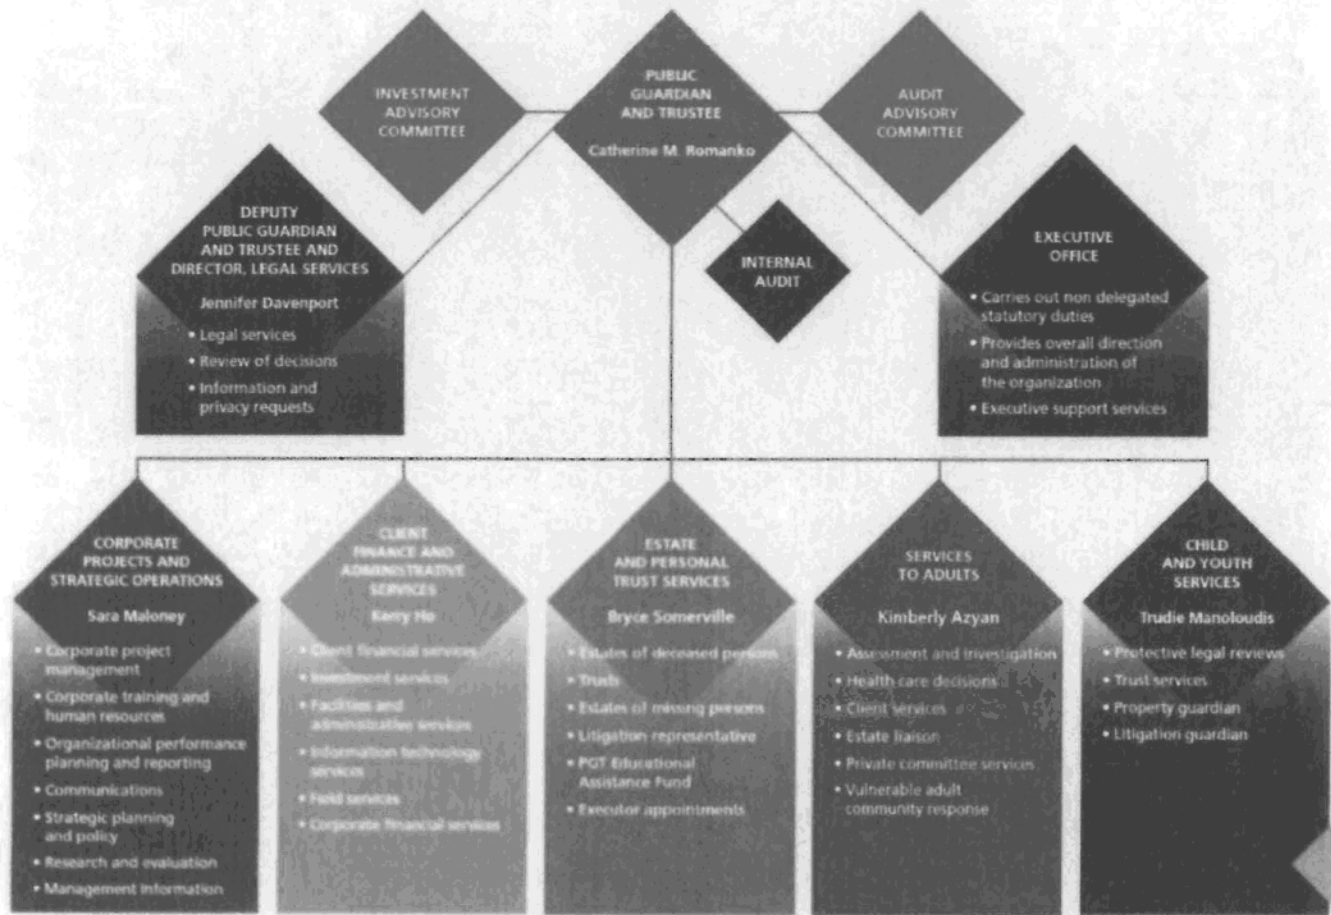 INVESTMENT
ADVISORY
COMMITTEE
PUBLIC
GUARDIAN
AND TRUSTEE
Catherine M. Romanko
AUDIT
ADVISORY
COMMITTEE
DEPUTY
PUBLIC GUARDIAN
AND TRUSTEE AND
DIRECTOR, LEGAL SERVICES
Jennifer Davenport
• Legal services
• Review of decisions
• Information and
privacy requests
INTERNAL
AUDIT
EXECUTIVE
OFFICE
• Carries out non delegated
statutory duties
• Provides overall direction
and administration of
the organization
• Executive support services
CORPORATE
PROJECTS AND
STRATEGIC OPERATIONS
Sara Maloney
• Corporate project
management
• Corporate training and
human resources
• Organizational performance
planning and reporting
• Communications
• Strategic planning
and policy
• Research and evaluation
• Management information
CLIENT
FINANCE AND
ADMINISTRATIVE
SERVICES
Kerry Ho
• Client financial services
• Investment services
• Facilities and
administrative services
• Information technology
services
• Field services
• Corporate financial services
ESTATE
AND PERSONAL
TRUST SERVICES
Bryce Somerville
• Estates of deceased persons
• Trusts
• Estates of missing persons
• Litigation representative
• PGT Educational
Assistance Fund
• Executor appointments
SERVICES
TO ADULTS
Kimberly Azyan
• Assessment and investigation
• Health care decisions
• Client services
• Estate liaison
• Private committee services
• Vulnerable adult
community response
CHILD
AND YOUTH
SERVICES
Trudie Manoloudis
• Protective legal reviews
• Trust services
• Property guardian
• Litigation guardian